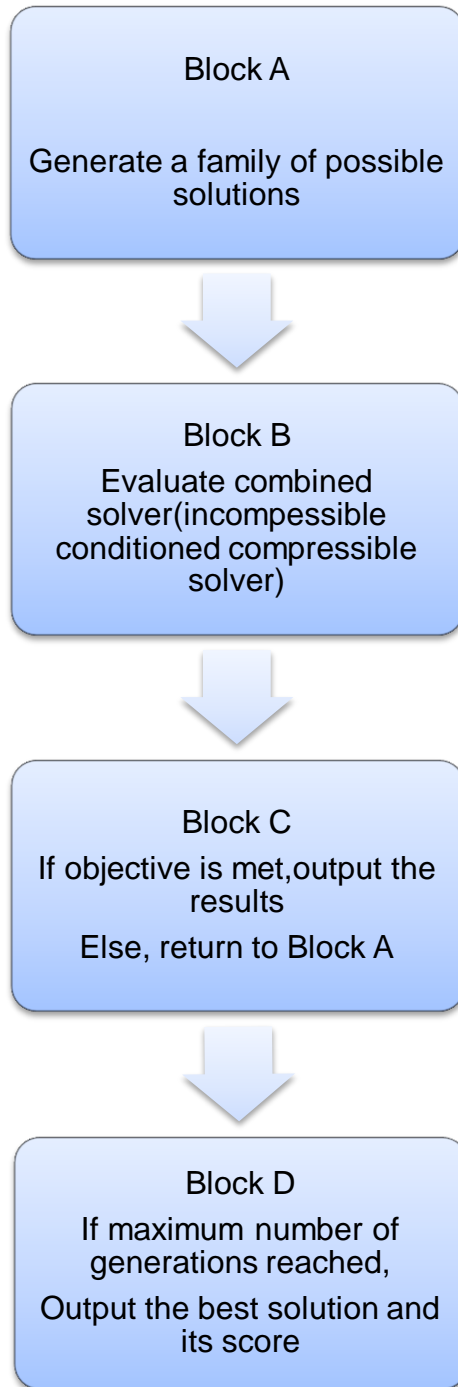 Block A
Generate a family of possible
solutions
Block B
Evaluate combined
solver(incompessible
conditioned compressible
solver)
Block C
If objective is met,output the
results
Else, return to Block A
Block D
If maximum number of
generations reached,
Output the best solution and
its score